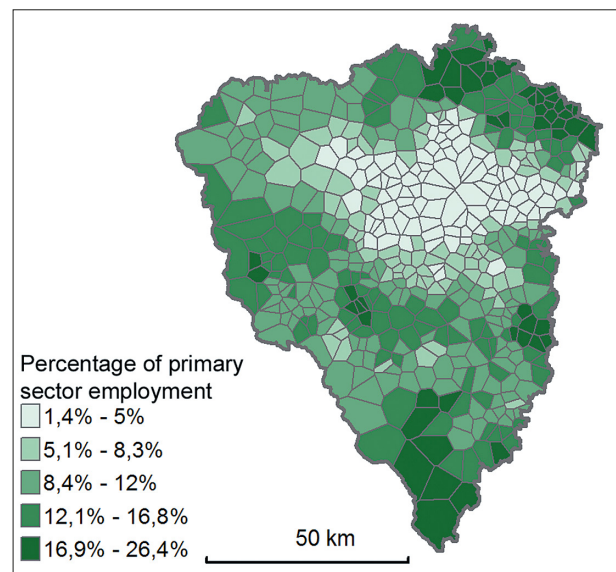 Percentage of primary
sector employment
1,4% - 5%
5,1% - 8,3%
8,4% - 12%
12,1% - 16,8%
16,9% - 26,4%
50 km